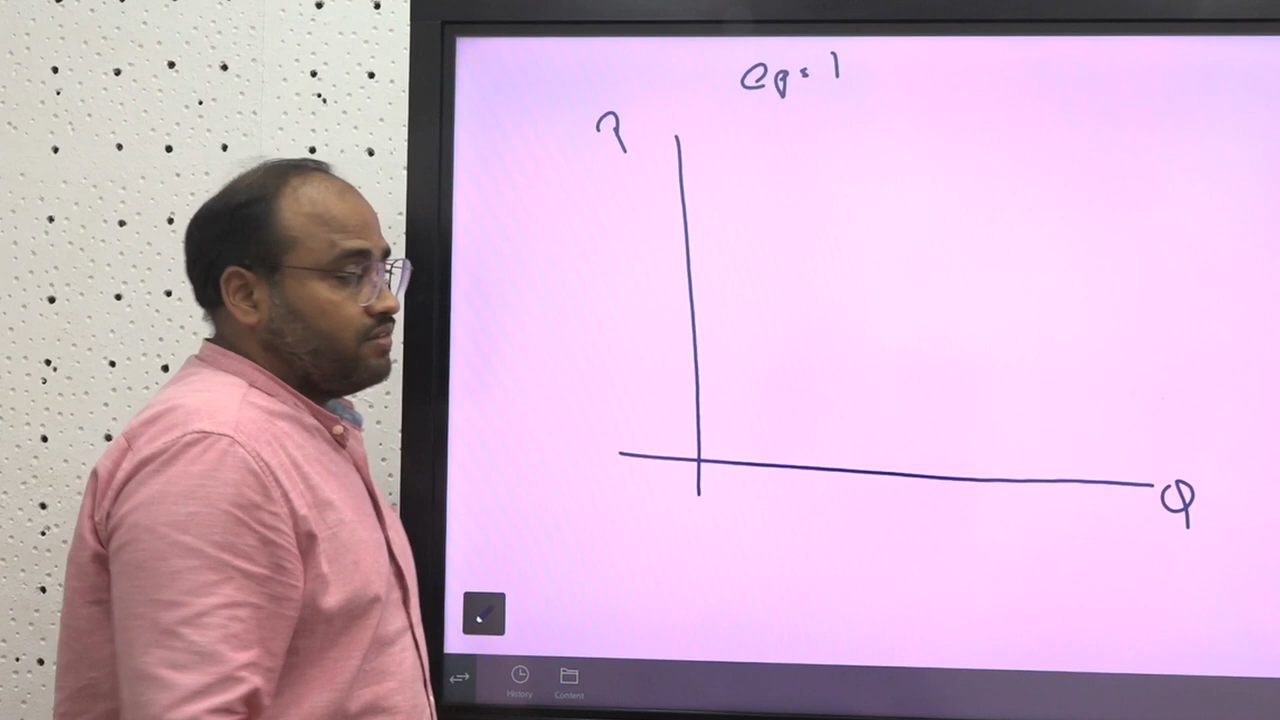 ep = 1
P
Q
History Content